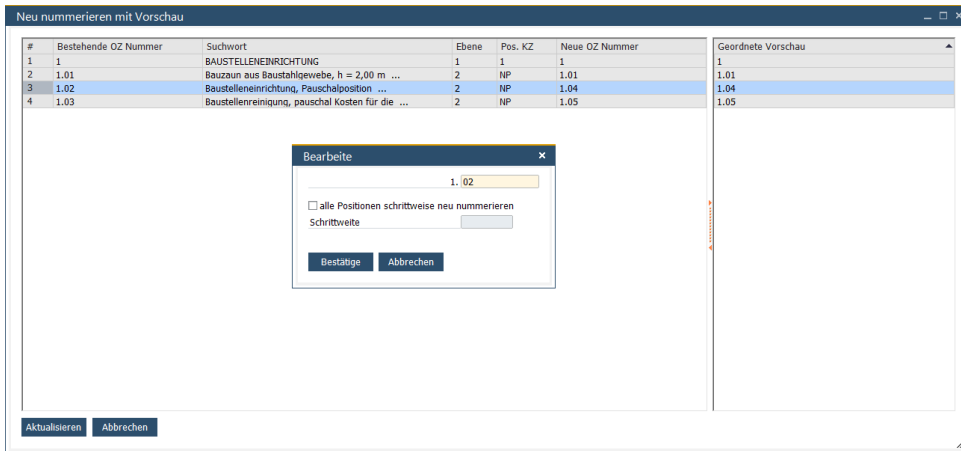 Neu nummerieren mit Vorschau
# Bestehende OZ Nummer Suchwort Ebene Pos. KZ Neue OZ Nummer Geordnete Vorschau
1 1 BAUSTELLENEINRICHTUNG 1 1 1 1
2 1.01 Bauzaun aus Baustahlgewebe, h = 2,00 m ... 2 NP 1.01 1.01
3 1.02 Baustelleneinrichtung, Pauschalposition ... 2 NP 1.04 1.04
4 1.03 Baustellenreinigung, pauschal Kosten für die ... 2 NP 1.05 1.05
Bearbeite
1. 02
alle Positionen schrittweise neu nummerieren
Schrittweite
Bestätige Abbrechen
Aktualisieren Abbrechen